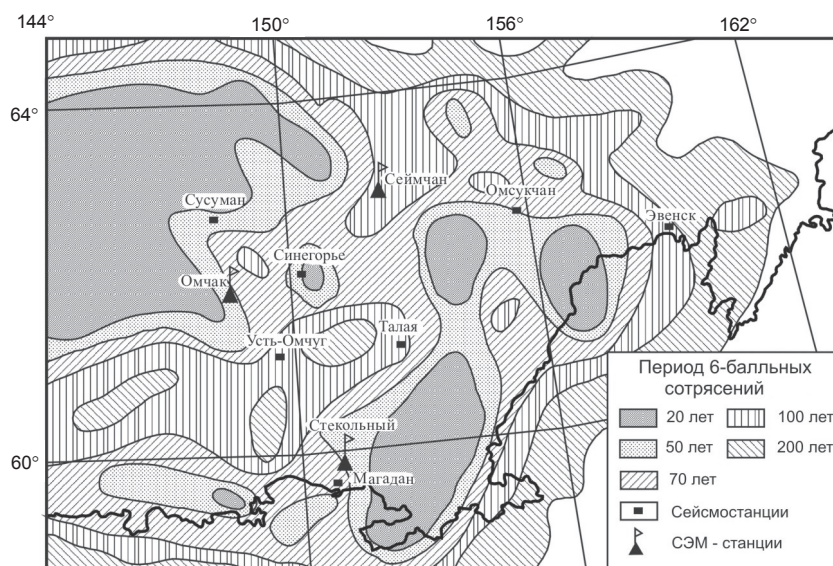 144°
150°
156°
162°
64°
Сеймчан
Омсукчан
Сусуман
Эвенск
Синегорье
Омчак
Талая
Усть-Омчуг
Стекольный
60°
Магадан
Период 6-балльных
сотрясений
20 лет
100 лет
50 лет
200 лет
70 лет
Сейсмостанции
СЭМ - станции